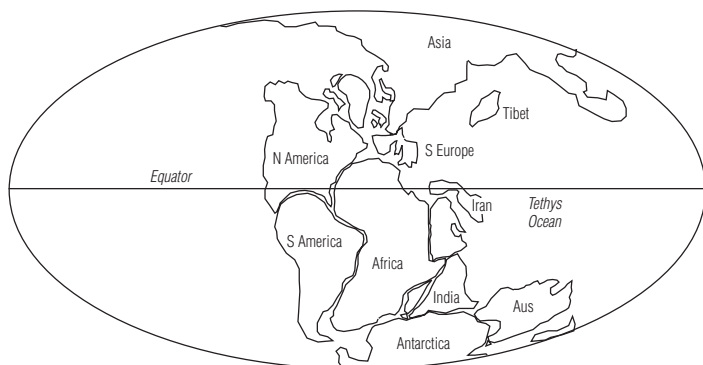 Asia
Tibet
S Europe
N America
Equator
Iran
Tethys
Ocean
S America
Africa
India
Aus
Antarctica